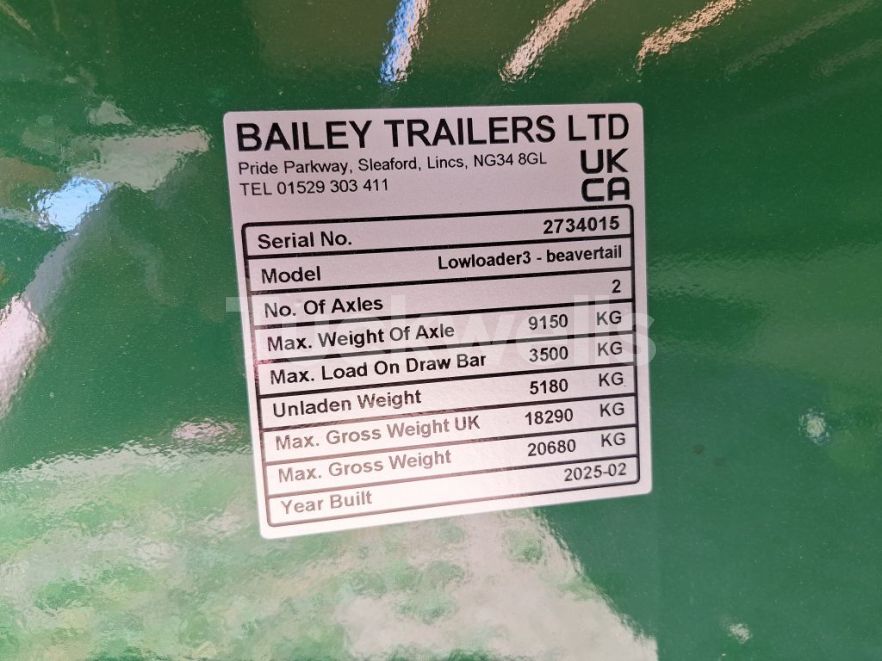 BAILEY TRAILERS LTD
Pride Parkway, Sleaford, Lincs, NG34 8GL
TEL 01529 303 411
UK
CA
Serial No. 2734015
Model Lowloader3 - beavertail
No. Of Axles 2
Max. Weight Of Axle 9150 KG
Max. Load On Draw Bar 3500 KG
Unladen Weight 5180 KG
Max. Gross Weight UK 18290 KG
Max. Gross Weight 20680 KG
Year Built 2025-02
Tuckwells